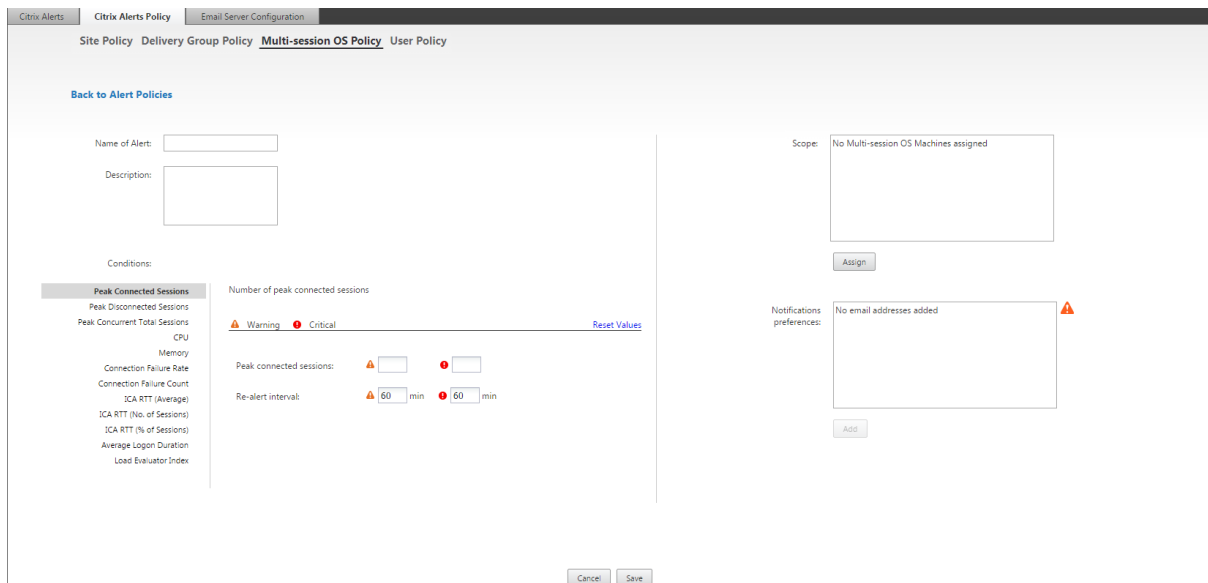 Citrix Alerts Citrix Alerts Policy Email Server Configuration
Site Policy Delivery Group Policy Multi-session OS Policy User Policy
Back to Alert Policies
Name of Alert:
Description:
Conditions:
Peak Connected Sessions
Peak Disconnected Sessions
Peak Concurrent Total Sessions
CPU
Memory
Connection Failure Rate
Connection Failure Count
ICA RTT (Average)
ICA RTT (No. of Sessions)
ICA RTT (% of Sessions)
Average Logon Duration
Load Evaluator Index
Number of peak connected sessions
Warning Critical Reset Values
Peak connected sessions:
Re-alert interval: 60 min 60 min
Scope: No Multi-session OS Machines assigned
Assign
Notifications preferences: No email addresses added
Add
Cancel Save